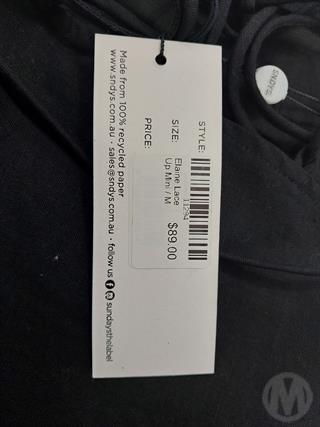 STYLE:
SIZE:
PRICE:
11294
Elaine Lace
Up Mini / M
$89.00
Made from 100% recycled paper
www.sndys.com.au • sales@sndys.com.au • follow us
sundaysthelabel
SNDYS
M